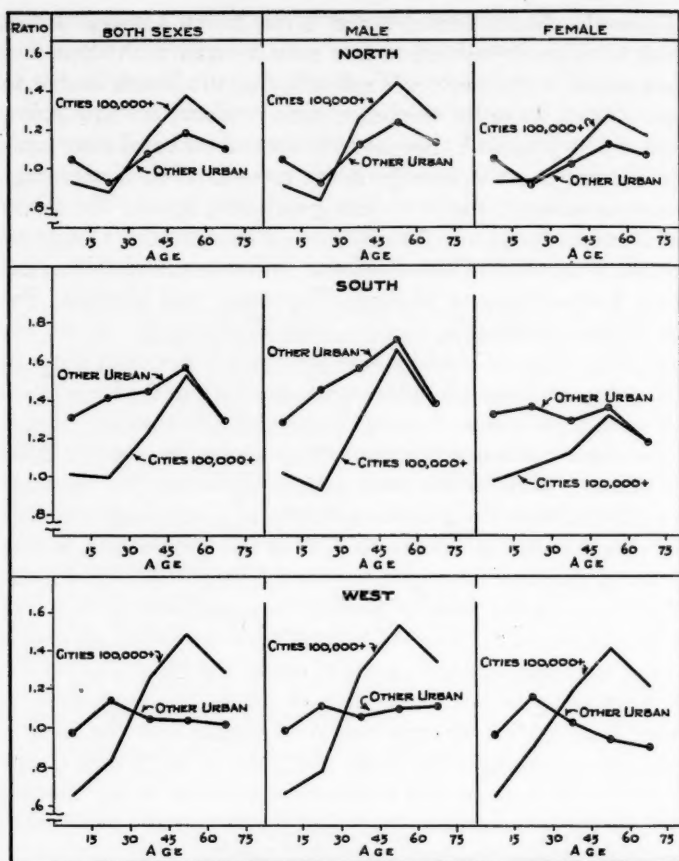 RATIO BOTH SEXES MALE FEMALE
NORTH
1.6
1.4
1.2
1.0
.8
CITIES 100,000+
OTHER URBAN
CITIES 100,000+
OTHER URBAN
CITIES 100,000+
OTHER URBAN
15 30 45 60 75 15 30 45 60 75 15 30 45 60 75
AGE AGE AGE
SOUTH
1.8
1.6
1.4
1.2
1.0
.8
OTHER URBAN
CITIES 100,000+
OTHER URBAN
CITIES 100,000+
OTHER URBAN
CITIES 100,000+
15 30 45 60 75 15 30 45 60 75 15 30 45 60 75
AGE AGE AGE
WEST
1.6
1.4
1.2
1.0
.8
.6
CITIES 100,000+
OTHER URBAN
CITIES 100,000+
OTHER URBAN
CITIES 100,000+
OTHER URBAN
15 30 45 60 75 15 30 45 60 75 15 30 45 60 75
AGE AGE AGE